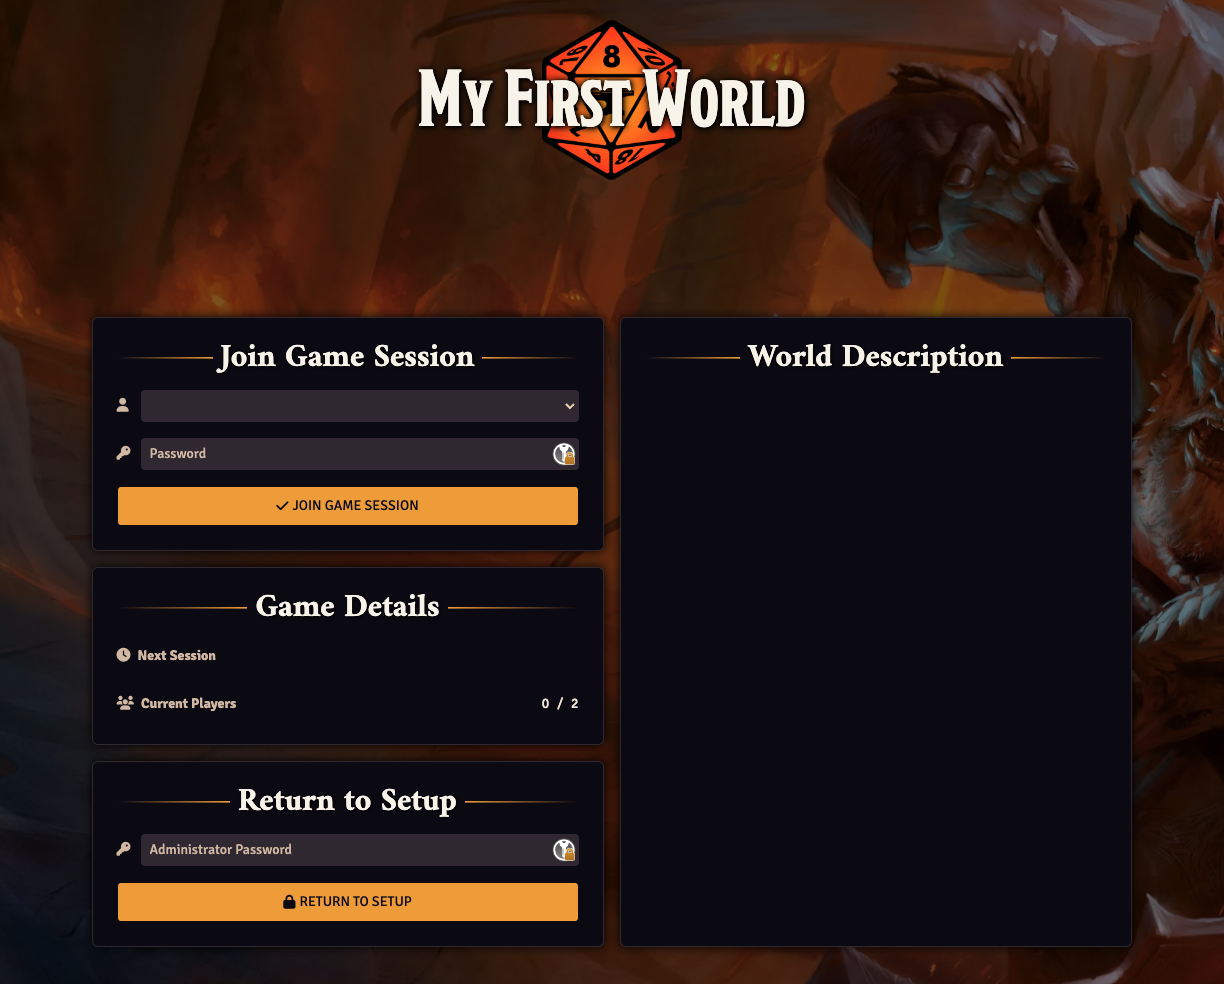 8
My First World
Join Game Session
Password
JOIN GAME SESSION
Game Details
Next Session
Current Players 0 / 2
Return to Setup
Administrator Password
RETURN TO SETUP
World Description